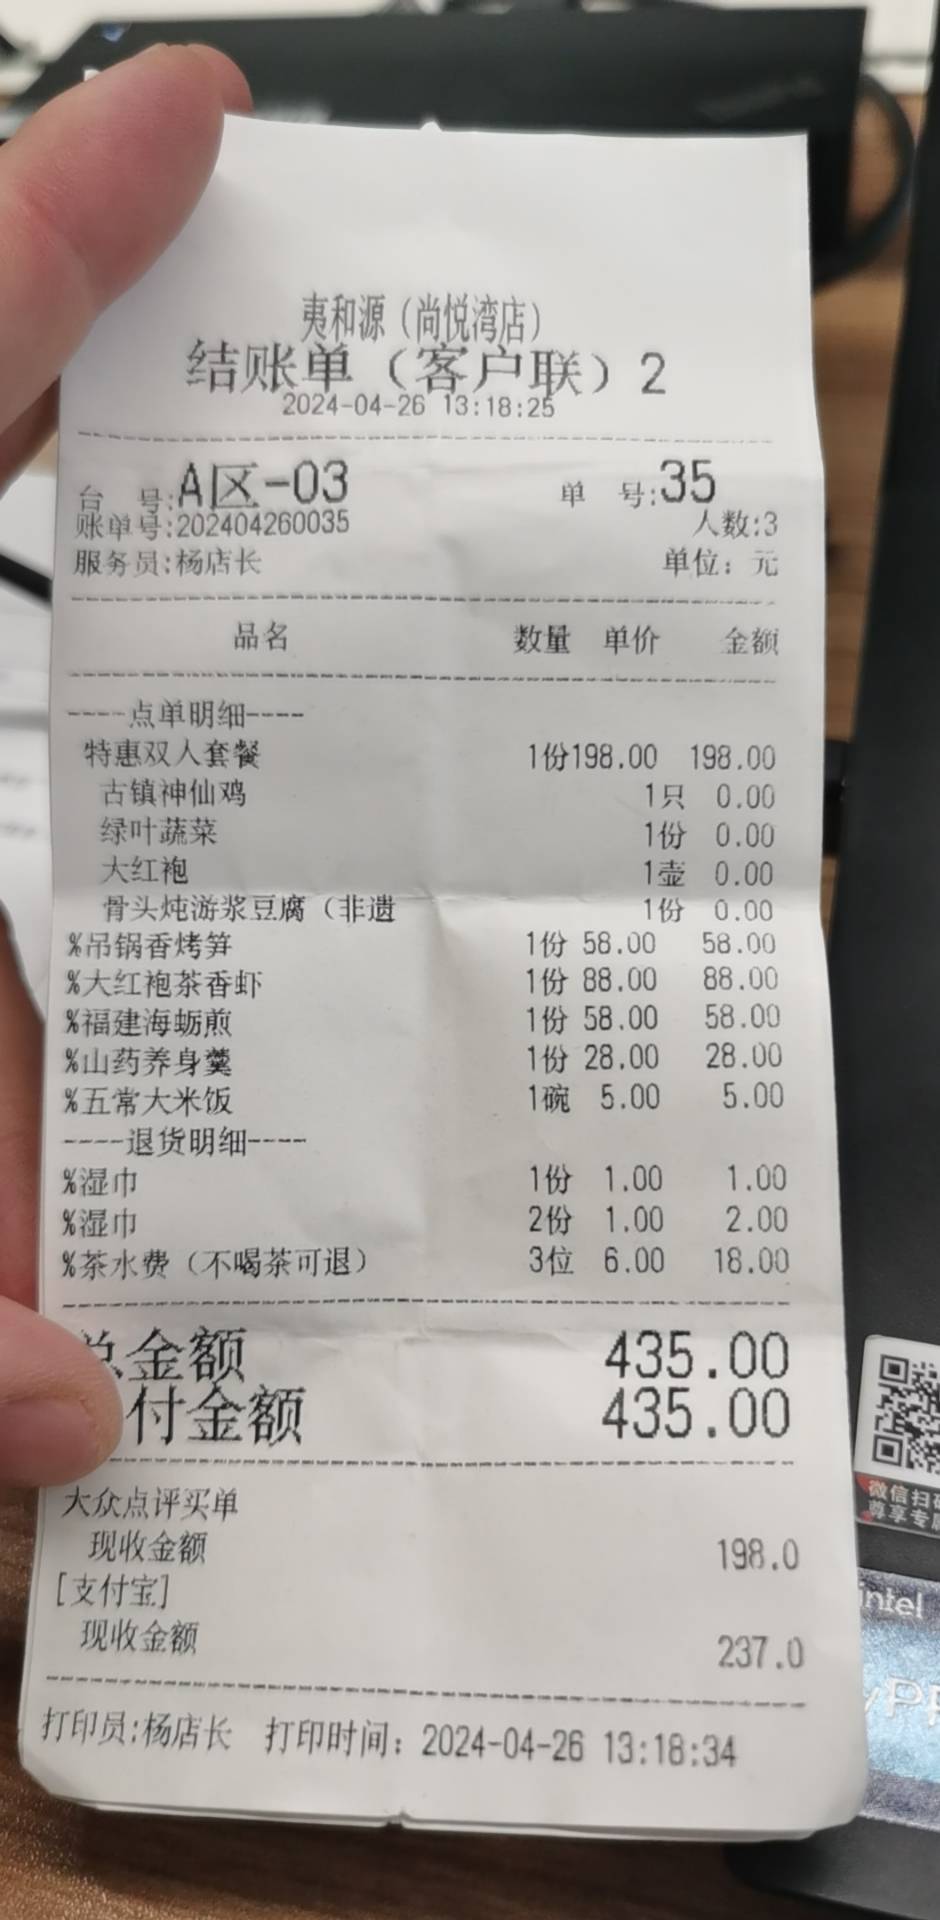 夷和源（尚悦湾店）
结账单（客户联）2
2024-04-26 13:18:25
台 号:A区-03 单 号:35
账单号:202404260035 人数:3
服务员:杨店长 单位：元
品名 数量 单价 金额
----点单明细----
特惠双人套餐 1份198.00 198.00
古镇神仙鸡 1只 0.00
绿叶蔬菜 1份 0.00
大红袍 1壶 0.00
骨头炖游浆豆腐（非遗 1份 0.00
%吊锅香烤笋 1份 58.00 58.00
%大红袍茶香虾 1份 88.00 88.00
%福建海蛎煎 1份 58.00 58.00
%山药养身羹 1份 28.00 28.00
%五常大米饭 1碗 5.00 5.00
----退货明细----
%湿巾 1份 1.00 1.00
%湿巾 2份 1.00 2.00
%茶水费（不喝茶可退） 3位 6.00 18.00
总金额 435.00
付金额 435.00
大众点评买单
现收金额 198.0
[支付宝]
现收金额 237.0
打印员:杨店长 打印时间：2024-04-26 13:18:34
微信扫
尊享专
intel